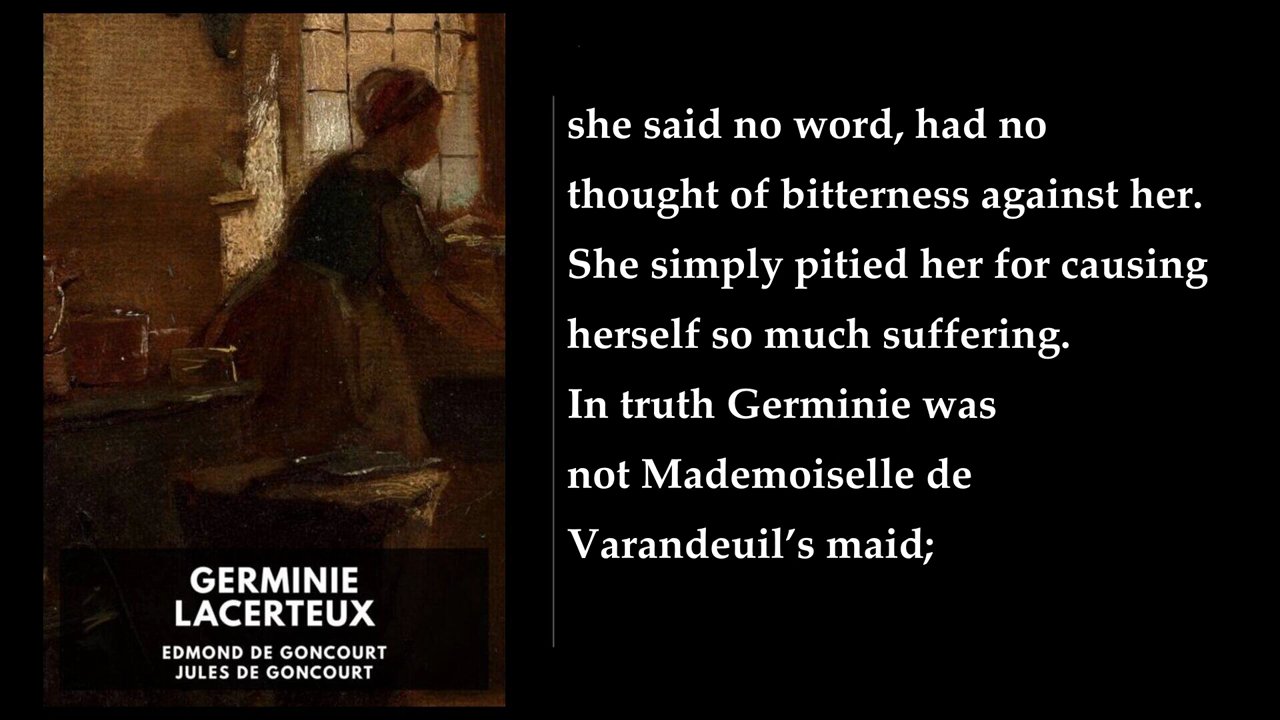 GERMINIE
LACERTEUX
EDMOND DE GONCOURT
JULES DE GONCOURT
she said no word, had no
thought of bitterness against her.
She simply pitied her for causing
herself so much suffering.
In truth Germinie was
not Mademoiselle de
Varandeuil’s maid;